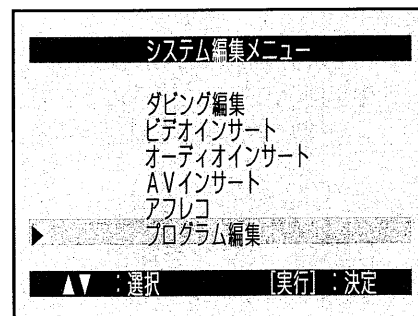 システム編集メニュー
ダビング編集
ビデオインサート
オーディオインサート
AVインサート
アフレコ
▶ プログラム編集
▲▼ :選択 [実行] :決定